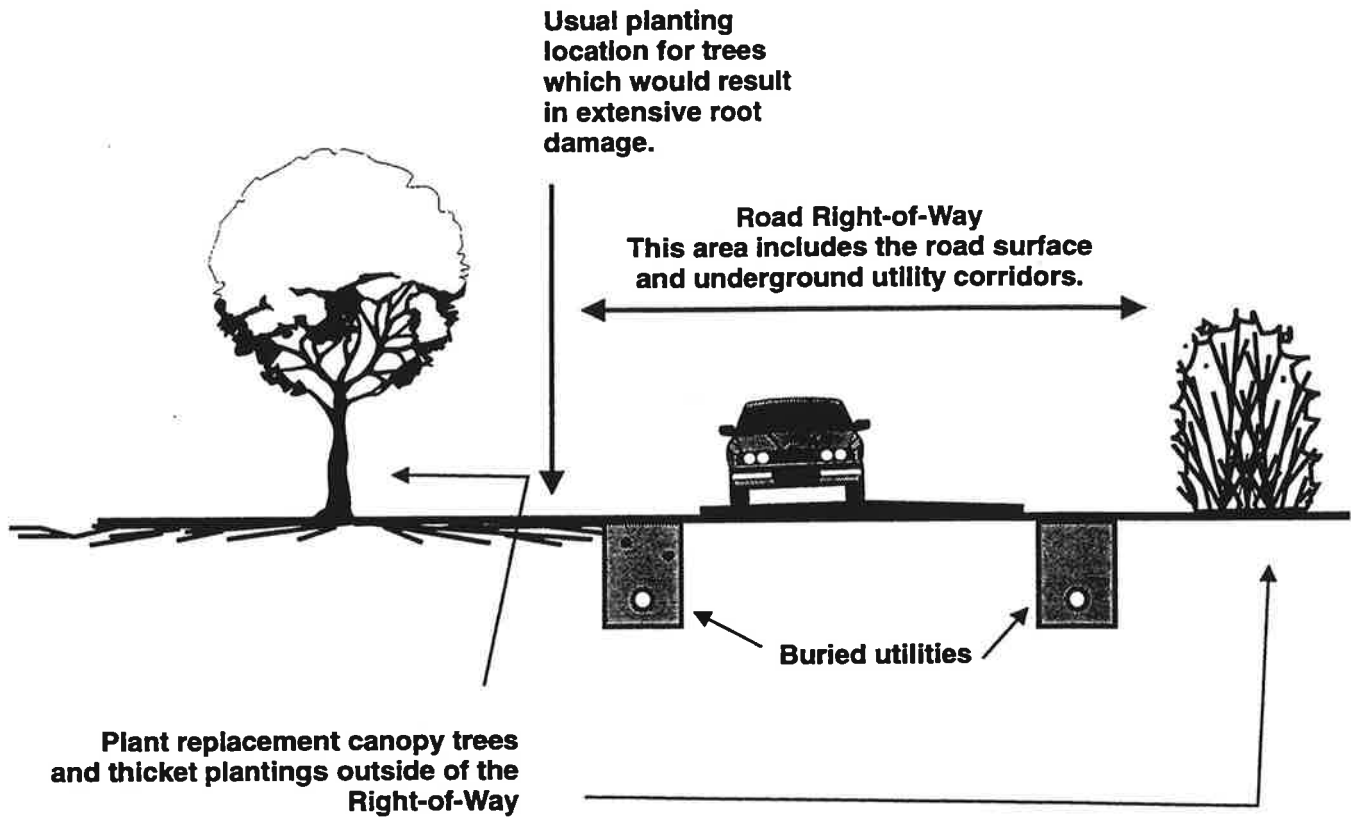 Usual planting
location for trees
which would result
in extensive root
damage.
Road Right-of-Way
This area includes the road surface
and underground utility corridors.
Buried utilities
Plant replacement canopy trees
and thicket plantings outside of the
Right-of-Way